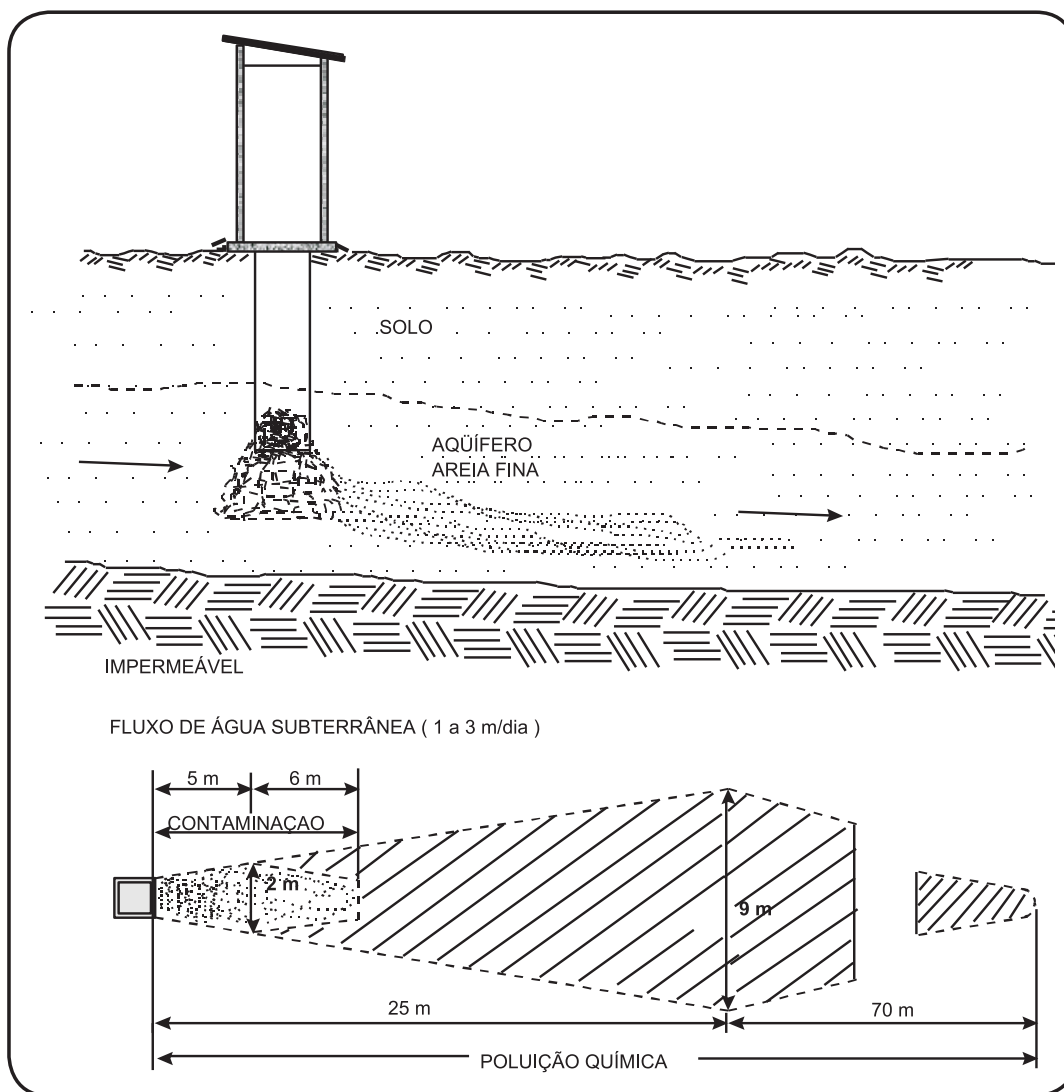 SOLO
AQÜÍFERO
AREIA FINA
IMPERMEÁVEL
FLUXO DE ÁGUA SUBTERRÂNEA ( 1 a 3 m/dia )
5 m
6 m
CONTAMINAÇAO
2 m
9 m
25 m
70 m
POLUIÇÃO QUÍMICA